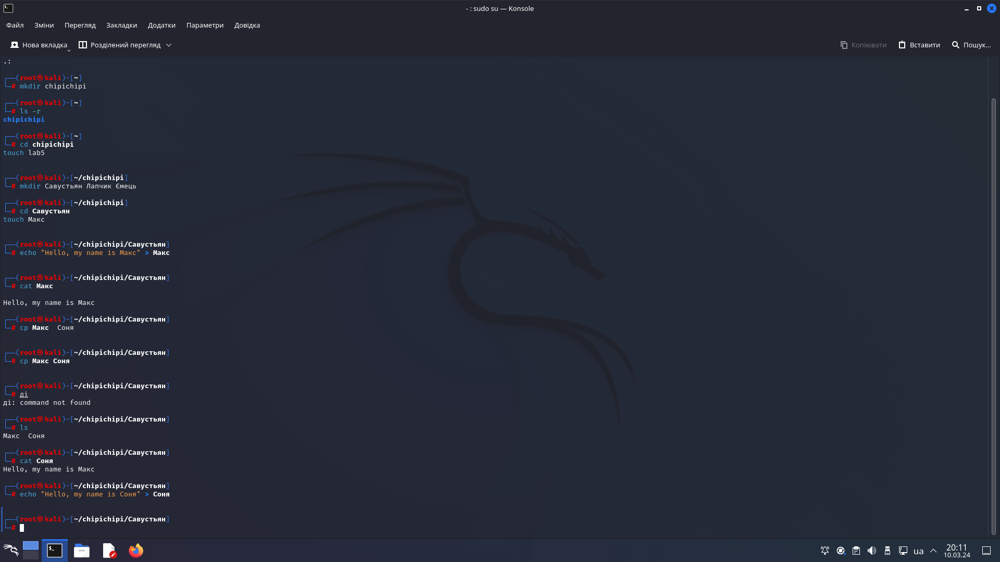 - : sudo su — Konsole
Файл Зміни Перегляд Закладки Додатки Параметри Довідка
Нова вкладка Розділений перегляд Копіювати Вставити Пошук...
.:
┌──(root㉿kali)-[~]
└─# mkdir chipichipi
┌──(root㉿kali)-[~]
└─# ls -r
chipichipi
┌──(root㉿kali)-[~]
└─# cd chipichipi
touch lab5
┌──(root㉿kali)-[~/chipichipi]
└─# mkdir Савустьян Лапчик Ємець
┌──(root㉿kali)-[~/chipichipi]
└─# cd Савустьян
touch Макс
┌──(root㉿kali)-[~/chipichipi/Савустьян]
└─# echo "Hello, my name is Макс" > Макс
┌──(root㉿kali)-[~/chipichipi/Савустьян]
└─# cat Макс
Hello, my name is Макс
┌──(root㉿kali)-[~/chipichipi/Савустьян]
└─# cp Макс  Соня
┌──(root㉿kali)-[~/chipichipi/Савустьян]
└─# cp Макс Соня
┌──(root㉿kali)-[~/chipichipi/Савустьян]
└─# ді
ді: command not found
┌──(root㉿kali)-[~/chipichipi/Савустьян]
└─# ls
Макс  Соня
┌──(root㉿kali)-[~/chipichipi/Савустьян]
└─# cat Соня
Hello, my name is Макс
┌──(root㉿kali)-[~/chipichipi/Савустьян]
└─# echo "Hello, my name is Соня" > Соня
┌──(root㉿kali)-[~/chipichipi/Савустьян]
└─#
ua 20:11
10.03.24